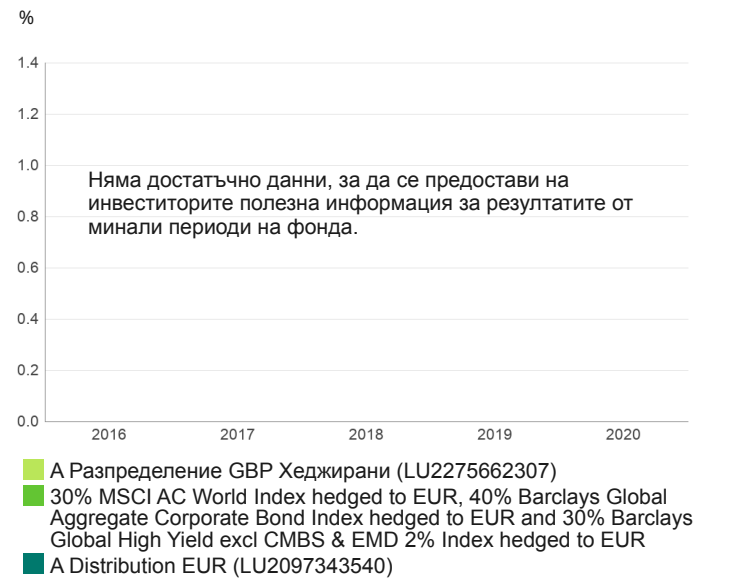 %
1.4
1.2
1.0
Няма достатъчно данни, за да се предостави на
инвеститорите полезна информация за резултатите от
0.8
минали периоди на фонда.
0.6
0.4
0.2
0.0
2016 2017 2018 2019 2020
А Разпределение GBP Хеджирани (LU2275662307)
30% MSCI AC World Index hedged to EUR, 40% Barclays Global
Aggregate Corporate Bond Index hedged to EUR and 30% Barclays
Global High Yield excl CMBS & EMD 2% Index hedged to EUR
A Distribution EUR (LU2097343540)